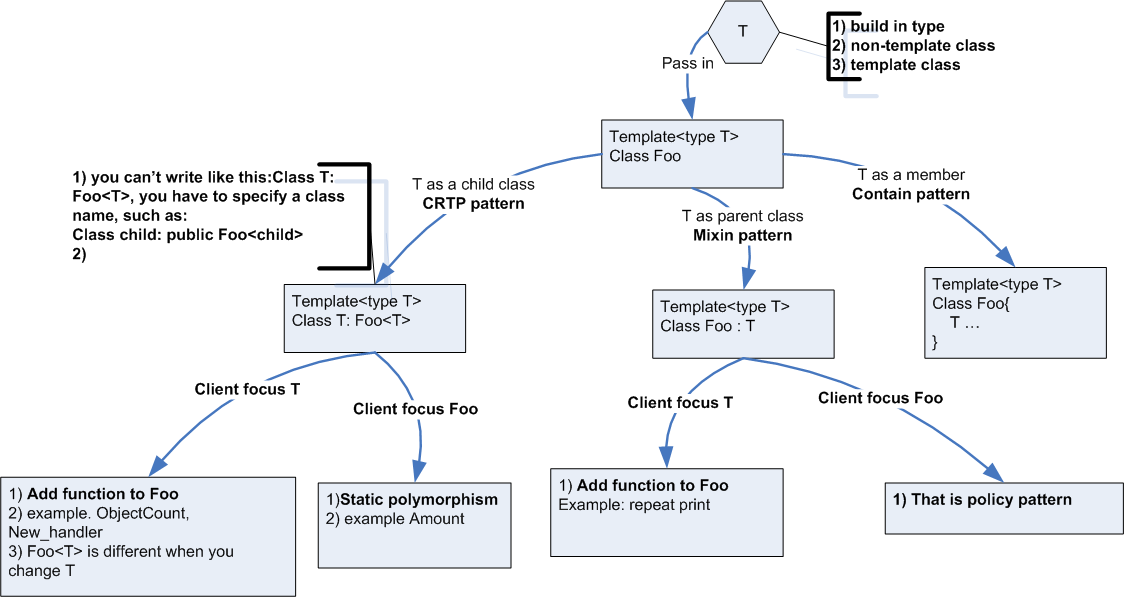 T
1) build in type
2) non-template class
3) template class
Pass in
Template<type T>
Class Foo
1) you can't write like this:Class T:
Foo<T>, you have to specify a class
name, such as:
Class child: public Foo<child>
2)
T as a child class
CRTP pattern
T as parent class
Mixin pattern
T as a member
Contain pattern
Template<type T>
Class T: Foo<T>
Template<type T>
Class Foo : T
Template<type T>
Class Foo{
T …
}
Client focus T
Client focus Foo
Client focus T
Client focus Foo
1) Add function to Foo
2) example. ObjectCount,
New_handler
3) Foo<T> is different when you
change T
1)Static polymorphism
2) example Amount
1) Add function to Foo
Example: repeat print
1) That is policy pattern